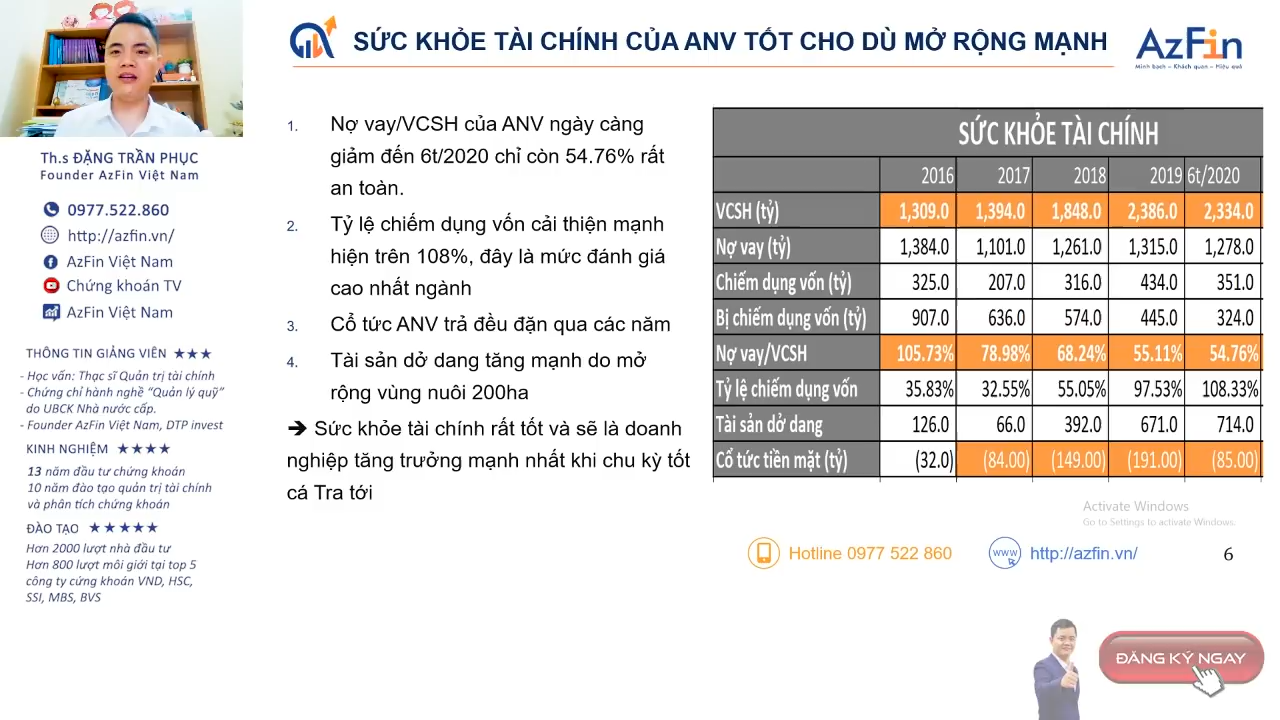 SỨC KHỎE TÀI CHÍNH CỦA ANV TỐT CHO DÙ MỞ RỘNG MẠNH
AzFin
Minh bạch – Khách quan – Hiệu quả
Th.s ĐẶNG TRẦN PHỤC
Founder AzFin Việt Nam
0977.522.860
http://azfin.vn/
AzFin Việt Nam
Chứng khoán TV
AzFin Việt Nam
THÔNG TIN GIẢNG VIÊN ★★★
- Học vấn: Thạc sĩ Quản trị tài chính
- Chứng chỉ hành nghề “Quản lý quỹ”
do UBCK Nhà nước cấp.
- Founder AzFin Việt Nam, DTP invest
KINH NGHIỆM ★★★★
13 năm đầu tư chứng khoán
10 năm đào tạo quản trị tài chính
và phân tích chứng khoán
ĐÀO TẠO ★★★★★
Hơn 2000 lượt nhà đầu tư
Hơn 800 lượt môi giới tại top 5
công ty cứng khoán VND, HSC,
SSI, MBS, BVS
1. Nợ vay/VCSH của ANV ngày càng
giảm đến 6t/2020 chỉ còn 54.76% rất
an toàn.
2. Tỷ lệ chiếm dụng vốn cải thiện mạnh
hiện trên 108%, đây là mức đánh giá
cao nhất ngành
3. Cổ tức ANV trả đều đặn qua các năm
4. Tài sản dở dang tăng mạnh do mở
rộng vùng nuôi 200ha
➔ Sức khỏe tài chính rất tốt và sẽ là doanh
nghiệp tăng trưởng mạnh nhất khi chu kỳ tốt
cá Tra tới
SỨC KHỎE TÀI CHÍNH
2016 2017 2018 2019 6t/2020
VCSH (tỷ) 1,309.0 1,394.0 1,848.0 2,386.0 2,334.0
Nợ vay (tỷ) 1,384.0 1,101.0 1,261.0 1,315.0 1,278.0
Chiếm dụng vốn (tỷ) 325.0 207.0 316.0 434.0 351.0
Bị chiếm dụng vốn (tỷ) 907.0 636.0 574.0 445.0 324.0
Nợ vay/VCSH 105.73% 78.98% 68.24% 55.11% 54.76%
Tỷ lệ chiếm dụng vốn 35.83% 32.55% 55.05% 97.53% 108.33%
Tài sản dở dang 126.0 66.0 392.0 671.0 714.0
Cổ tức tiền mặt (tỷ) (32.0) (84.00) (149.00) (191.00) (85.00)
Activate Windows
Go to Settings to activate Windows.
Hotline 0977 522 860
www http://azfin.vn/
6
ĐĂNG KÝ NGAY